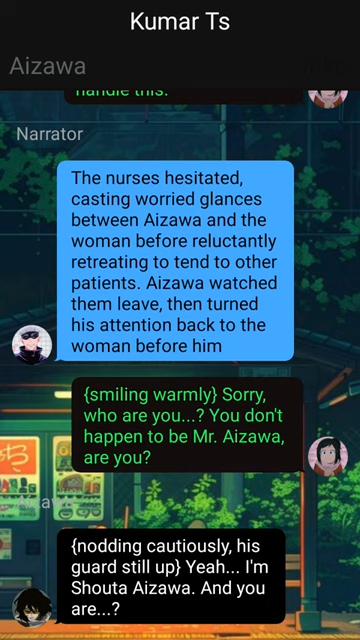 Kumar Ts
Aizawa
handle this.
Narrator
The nurses hesitated,
casting worried glances
between Aizawa and the
woman before reluctantly
retreating to tend to other
patients. Aizawa watched
them leave, then turned
his attention back to the
woman before him
{smiling warmly} Sorry,
who are you...? You don't
happen to be Mr. Aizawa,
are you?
{nodding cautiously, his
guard still up} Yeah... I'm
Shouta Aizawa. And you
are...?